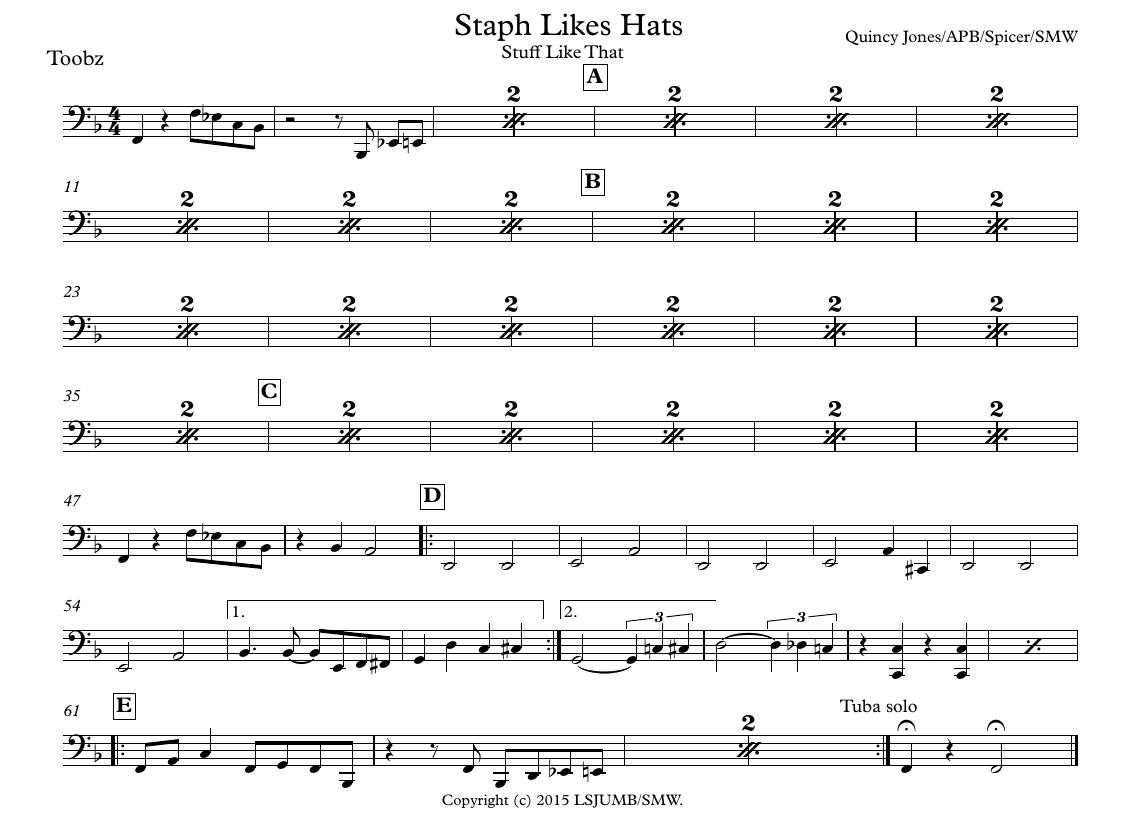 Staph Likes Hats
Stuff Like That
Quincy Jones/APB/Spicer/SMW
Toobz
A
2 2 2 2
11
B
2 2 2 2 2 2
23
2 2 2 2 2 2
35
C
2 2 2 2 2 2
47
D
54
1. 2. 3 3
61
E
Tuba solo
2
Copyright (c) 2015 LSJUMB/SMW.